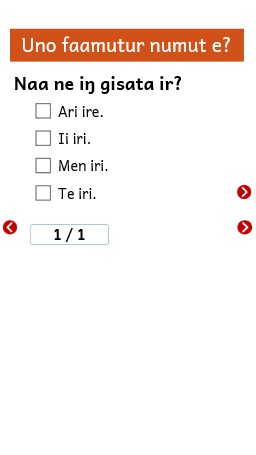 Uno faamutur numut e?
Naa ne iŋ gisata ir?
Ari ire.
Ii iri.
Men iri.
Te iri.
1 / 1